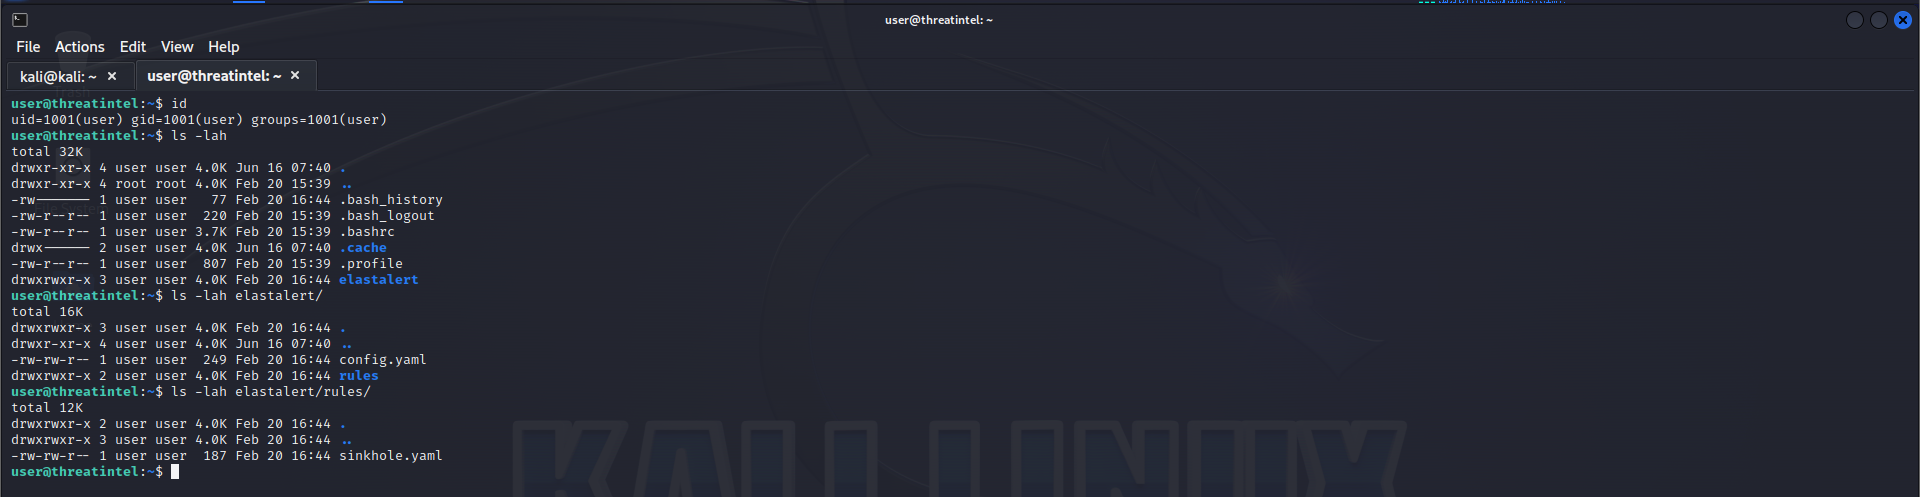 user@threatintel: ~
File Actions Edit View Help
kali@kali: ~ × user@threatintel: ~ ×
user@threatintel:~$ id
uid=1001(user) gid=1001(user) groups=1001(user)
user@threatintel:~$ ls -lah
total 32K
drwxr-xr-x 4 user user 4.0K Jun 16 07:40 .
drwxr-xr-x 4 root root 4.0K Feb 20 15:39 ..
-rw------- 1 user user   77 Feb 20 16:44 .bash_history
-rw-r--r-- 1 user user  220 Feb 20 15:39 .bash_logout
-rw-r--r-- 1 user user 3.7K Feb 20 15:39 .bashrc
drwx------ 2 user user 4.0K Jun 16 07:40 .cache
-rw-r--r-- 1 user user  807 Feb 20 15:39 .profile
drwxrwxr-x 3 user user 4.0K Feb 20 16:44 elastalert
user@threatintel:~$ ls -lah elastalert/
total 16K
drwxrwxr-x 3 user user 4.0K Feb 20 16:44 .
drwxr-xr-x 4 user user 4.0K Jun 16 07:40 ..
-rw-rw-r-- 1 user user  249 Feb 20 16:44 config.yaml
drwxrwxr-x 2 user user 4.0K Feb 20 16:44 rules
user@threatintel:~$ ls -lah elastalert/rules/
total 12K
drwxrwxr-x 2 user user 4.0K Feb 20 16:44 .
drwxrwxr-x 3 user user 4.0K Feb 20 16:44 ..
-rw-rw-r-- 1 user user  187 Feb 20 16:44 sinkhole.yaml
user@threatintel:~$
KALI LINUX